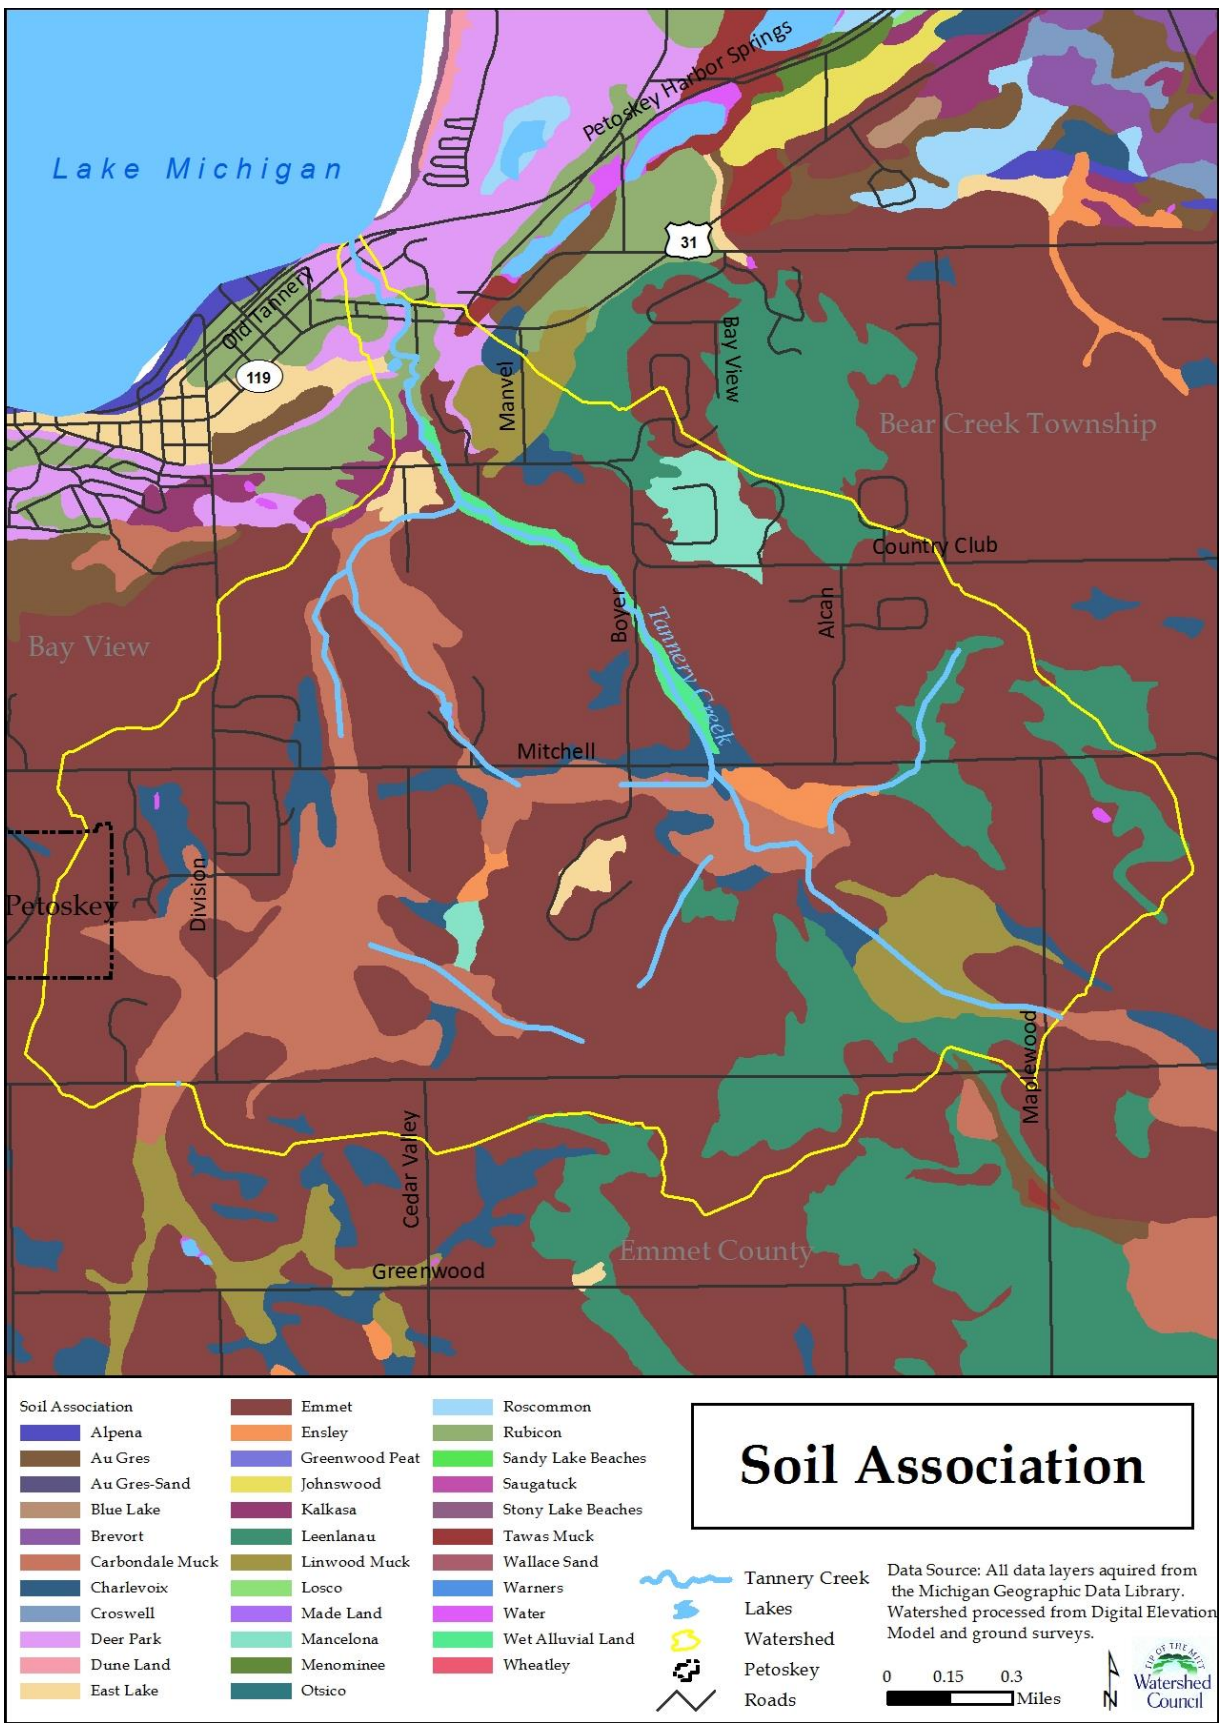 Petoskey Harbor Springs
Lake Michigan
31
Old Tannery
119
Manvel
Bay View
Bear Creek Township
Country Club
Boyer
Alcan
Tannery Creek
Bay View
Mitchell
Division
Petoskey
Maplewood
Cedar Valley
Emmet County
Greenwood
Soil Association
Alpena
Au Gres
Au Gres-Sand
Blue Lake
Brevort
Carbondale Muck
Charlevoix
Croswell
Deer Park
Dune Land
East Lake
Emmet
Ensley
Greenwood Peat
Johnswood
Kalkasa
Leenlanau
Linwood Muck
Losco
Made Land
Mancelona
Menominee
Otsico
Roscommon
Rubicon
Sandy Lake Beaches
Saugatuck
Stony Lake Beaches
Tawas Muck
Wallace Sand
Warners
Water
Wet Alluvial Land
Wheatley
Soil Association
Tannery Creek
Lakes
Watershed
Petoskey
Roads
Data Source: All data layers aquired from
the Michigan Geographic Data Library.
Watershed processed from Digital Elevation
Model and ground surveys.
0 0.15 0.3
Miles
N
TIP OF THE MITT
Watershed
Council